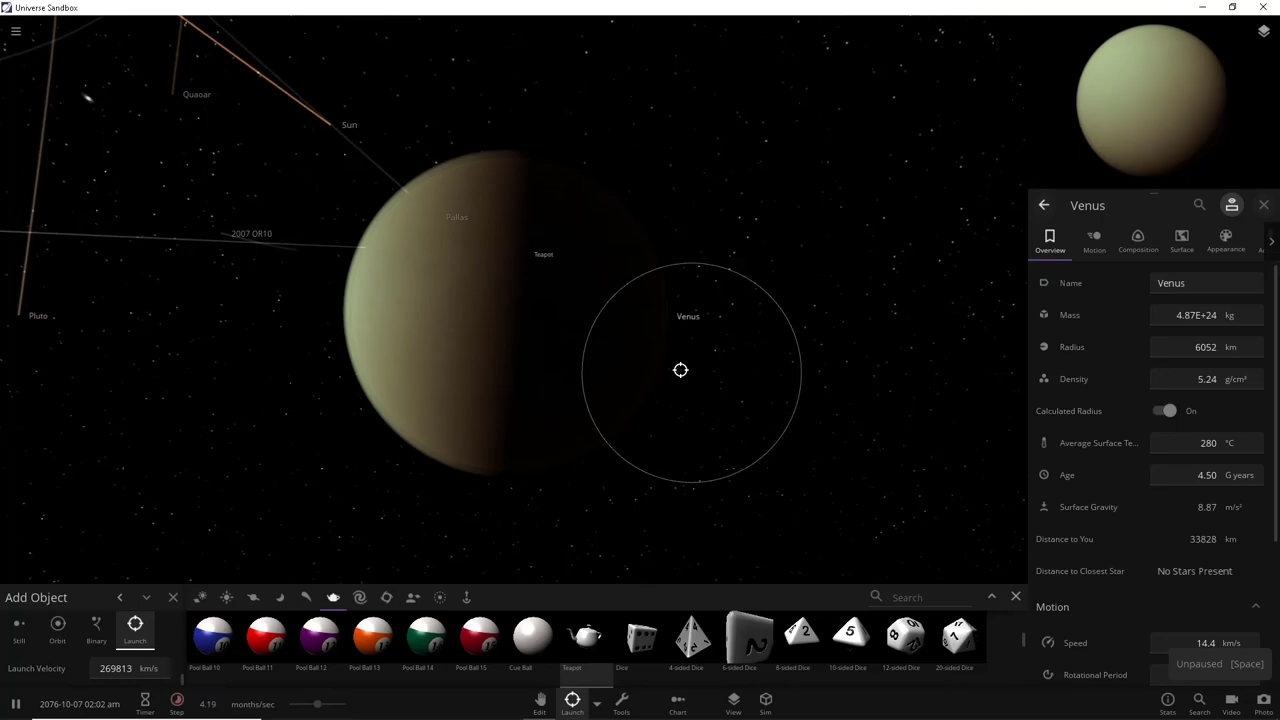 Universe Sandbox
Quaoar
Sun
Pallas
2007 OR10
Teapot
Venus
Pluto
Venus
Overview
Motion
Composition
Surface
Appearance
Name
Venus
Mass
4.87E+24 kg
Radius
6052 km
Density
5.24 g/cm³
Calculated Radius
On
Average Surface Te...
280 °C
Age
4.50 G years
Surface Gravity
8.87 m/s²
Distance to You
33828 km
Distance to Closest Star
No Stars Present
Motion
Speed
14.4 km/s
Rotational Period
Unpaused [Space]
Add Object
Search
Still
Orbit
Binary
Launch
Launch Velocity
269813 km/s
Pool Ball 10
Pool Ball 11
Pool Ball 12
Pool Ball 13
Pool Ball 14
Pool Ball 15
Cue Ball
Teapot
Dice
4-sided Dice
6-sided Dice
8-sided Dice
10-sided Dice
12-sided Dice
20-sided Dice
2076-10-07 02:02 am
Timer
Step
4.19 months/sec
Edit
Launch
Tools
Chart
View
Sim
Stats
Search
Video
Photo